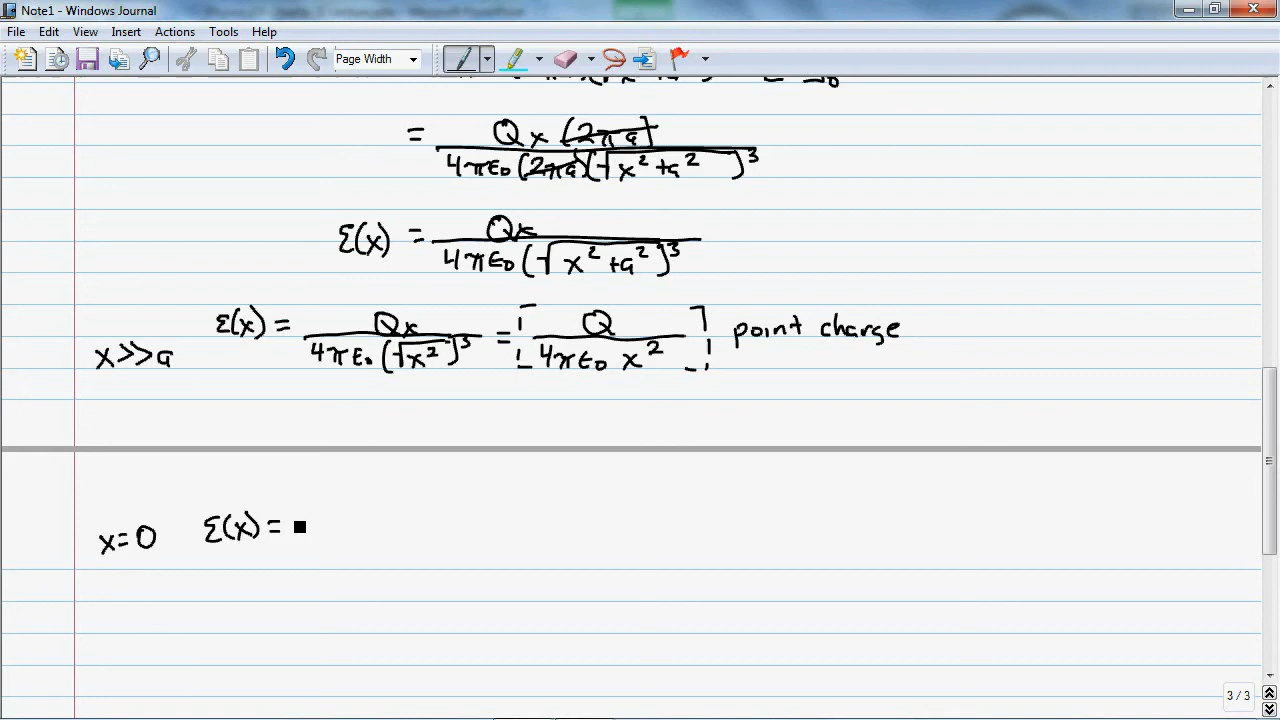 Note1 - Windows Journal
File Edit View Insert Actions Tools Help
Page Width
= Qx(2πa) / 4πε₀(2πa)(√x²+a²)³
ε(x) = Qx / 4πε₀(√x²+a²)³
x>>a ε(x) = Qx / 4πε₀(√x²)³ = [Q / 4πε₀ x²] point charge
x=0 ε(x) =
3 / 3